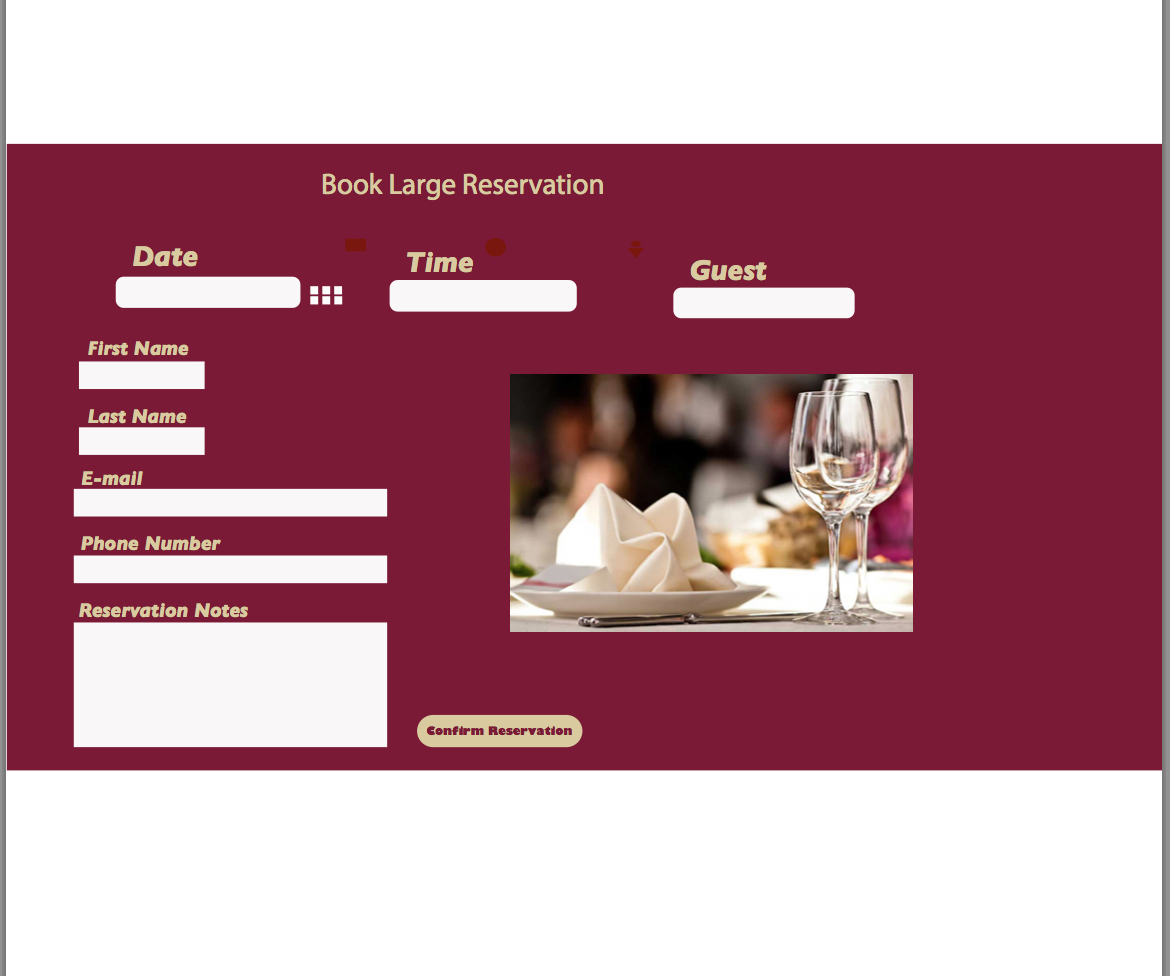 Book Large Reservation
Date
Time
Guest
First Name
Last Name
E-mail
Phone Number
Reservation Notes
Confirm Reservation